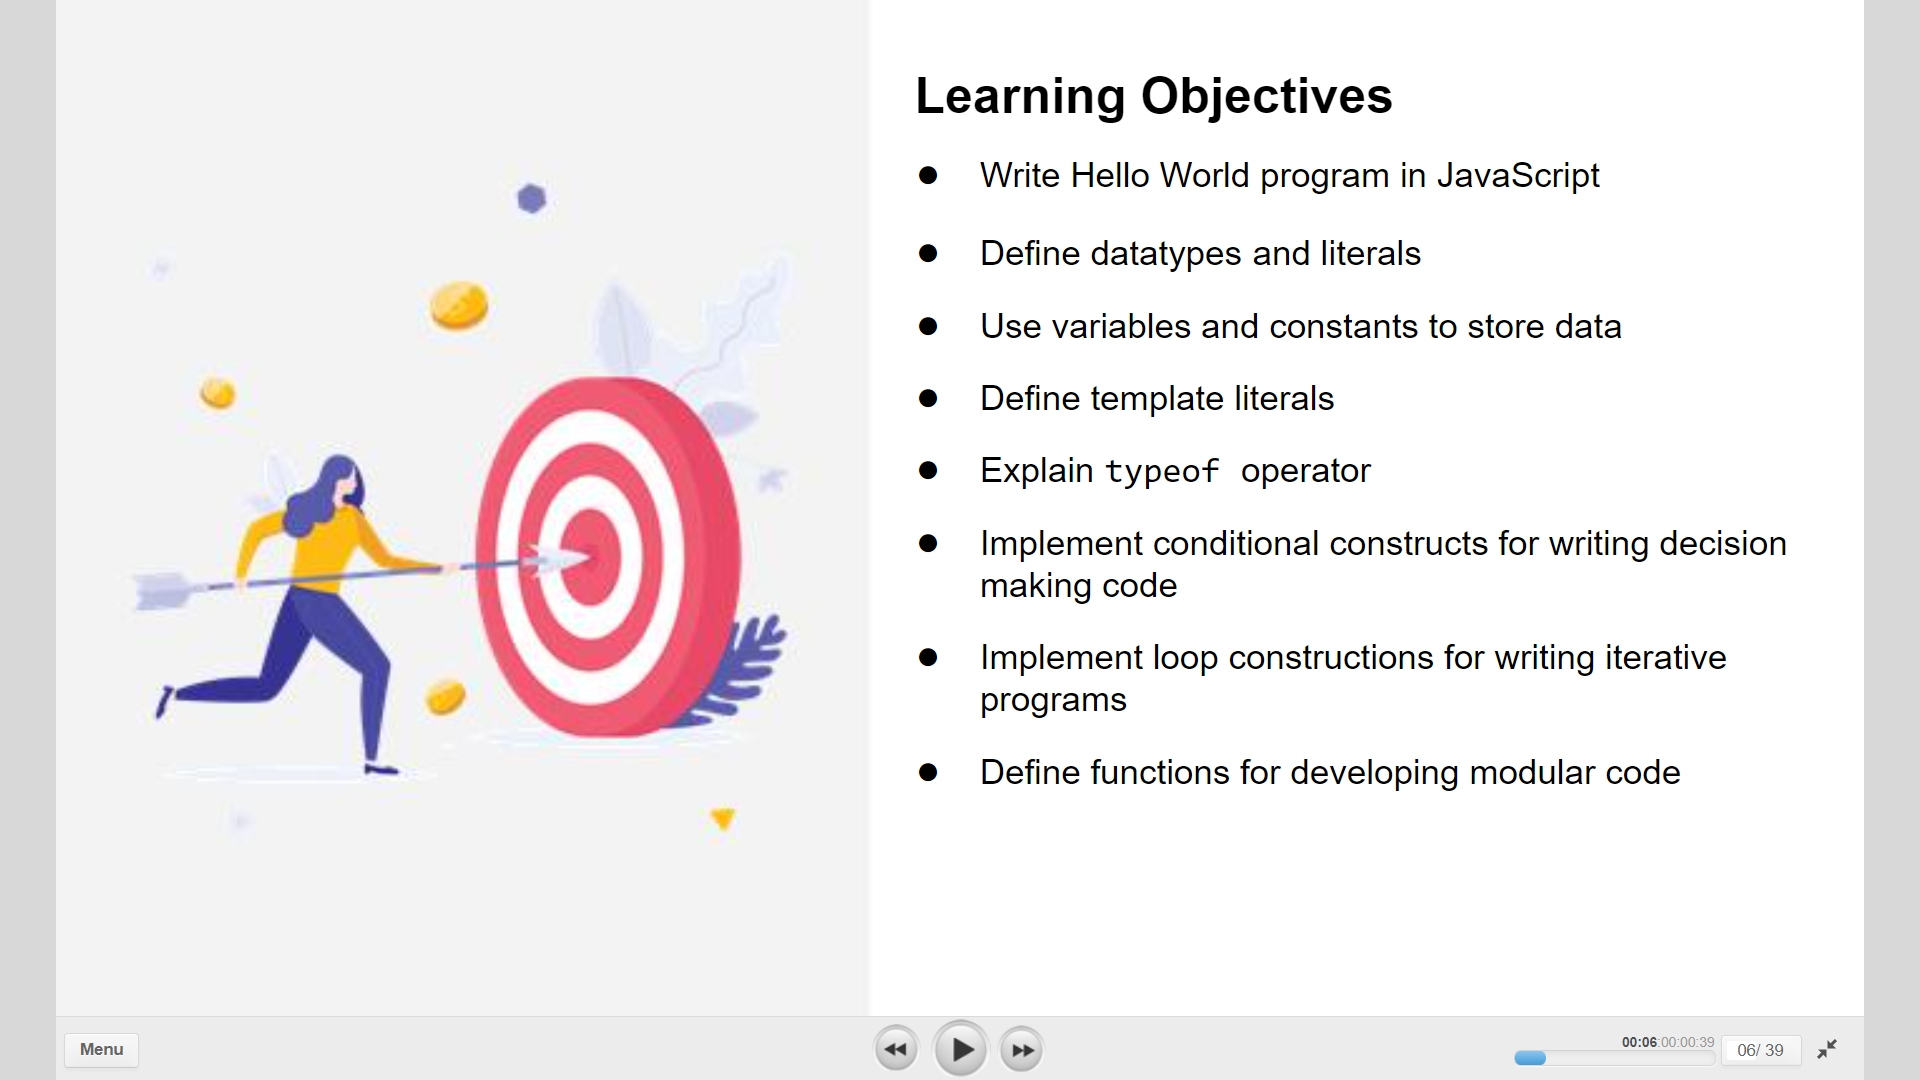 Learning Objectives
● Write Hello World program in JavaScript
● Define datatypes and literals
● Use variables and constants to store data
● Define template literals
● Explain typeof operator
● Implement conditional constructs for writing decision
making code
● Implement loop constructions for writing iterative
programs
● Define functions for developing modular code
Menu
00:06:00:00:39
06/ 39